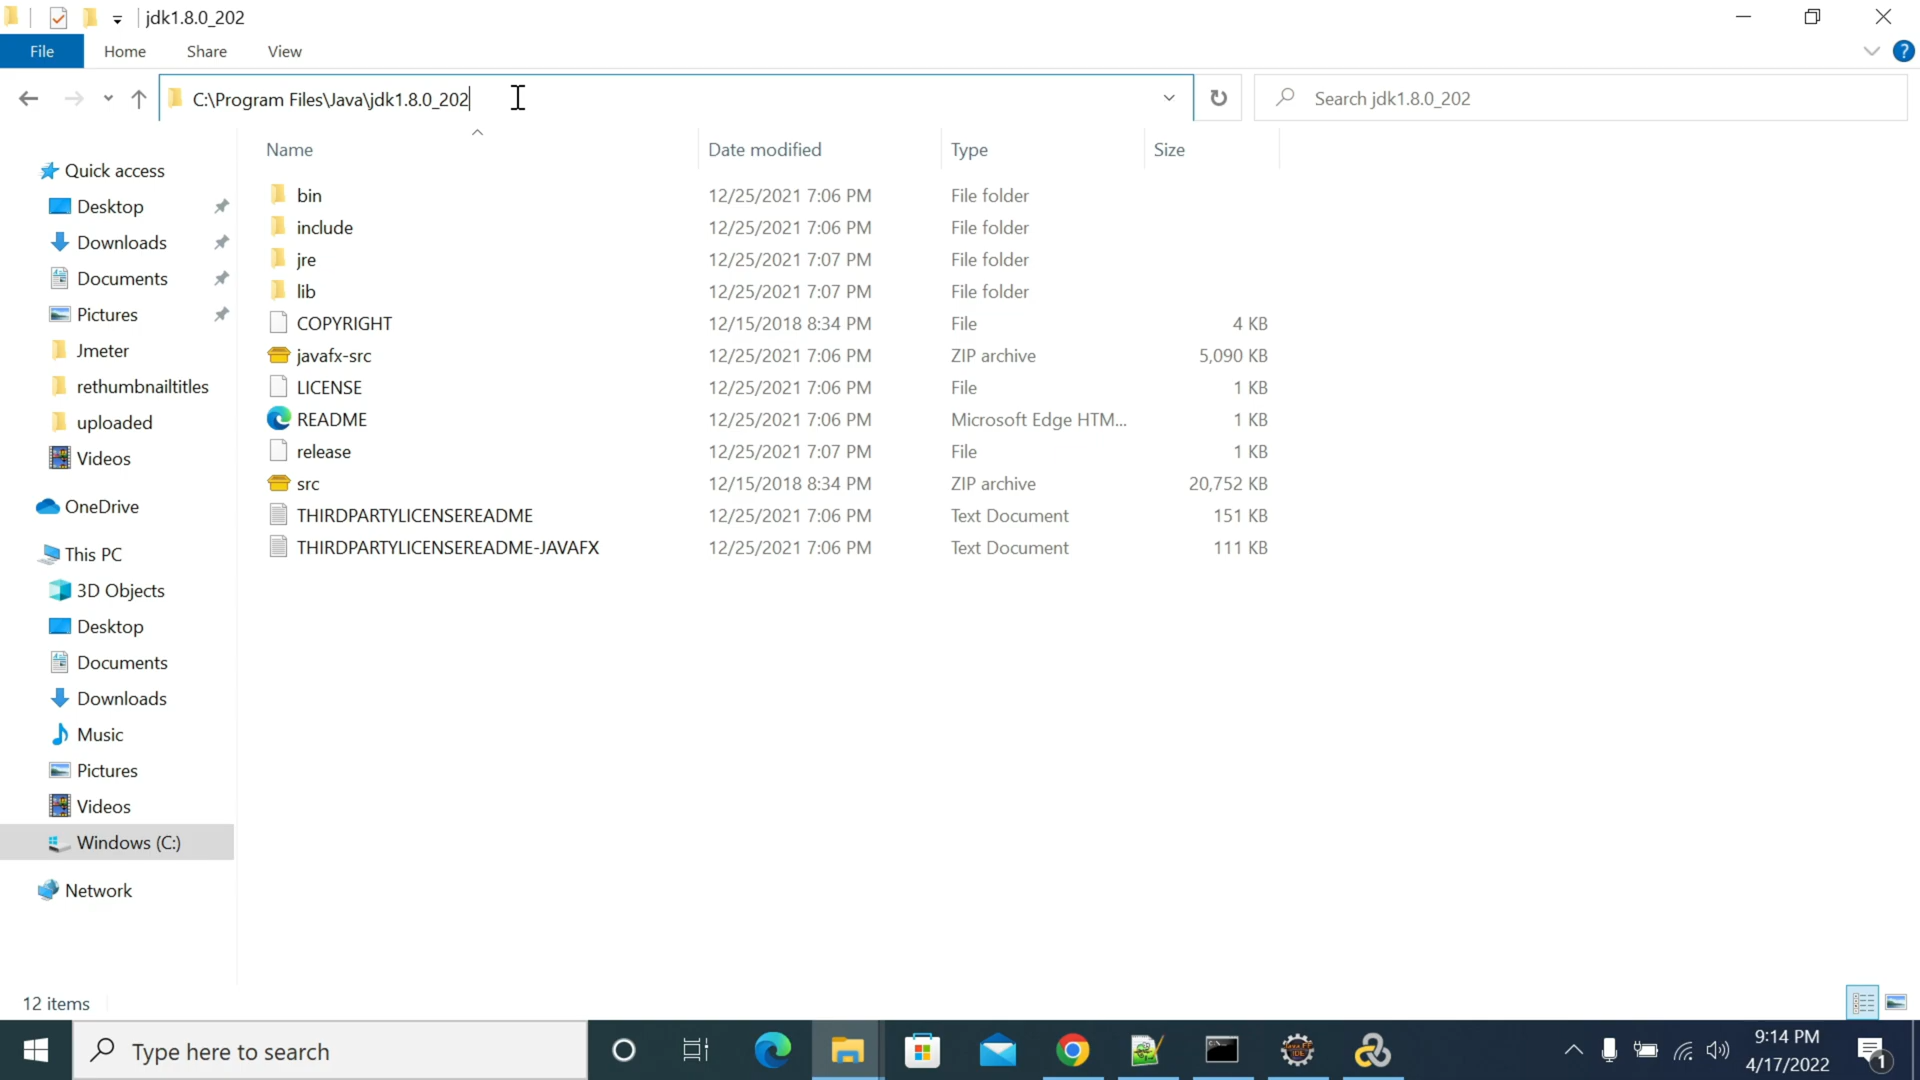 jdk1.8.0_202
File Home Share View
C:\Program Files\Java\jdk1.8.0_202
Search jdk1.8.0_202
Name Date modified Type Size
Quick access
Desktop
Downloads
Documents
Pictures
Jmeter
rethumbnailtitles
uploaded
Videos
OneDrive
This PC
3D Objects
Desktop
Documents
Downloads
Music
Pictures
Videos
Windows (C:)
Network
bin 12/25/2021 7:06 PM File folder
include 12/25/2021 7:06 PM File folder
jre 12/25/2021 7:07 PM File folder
lib 12/25/2021 7:07 PM File folder
COPYRIGHT 12/15/2018 8:34 PM File 4 KB
javafx-src 12/25/2021 7:06 PM ZIP archive 5,090 KB
LICENSE 12/25/2021 7:06 PM File 1 KB
README 12/25/2021 7:06 PM Microsoft Edge HTM... 1 KB
release 12/25/2021 7:07 PM File 1 KB
src 12/15/2018 8:34 PM ZIP archive 20,752 KB
THIRDPARTYLICENSEREADME 12/25/2021 7:06 PM Text Document 151 KB
THIRDPARTYLICENSEREADME-JAVAFX 12/25/2021 7:06 PM Text Document 111 KB
12 items
Type here to search
9:14 PM
4/17/2022
1